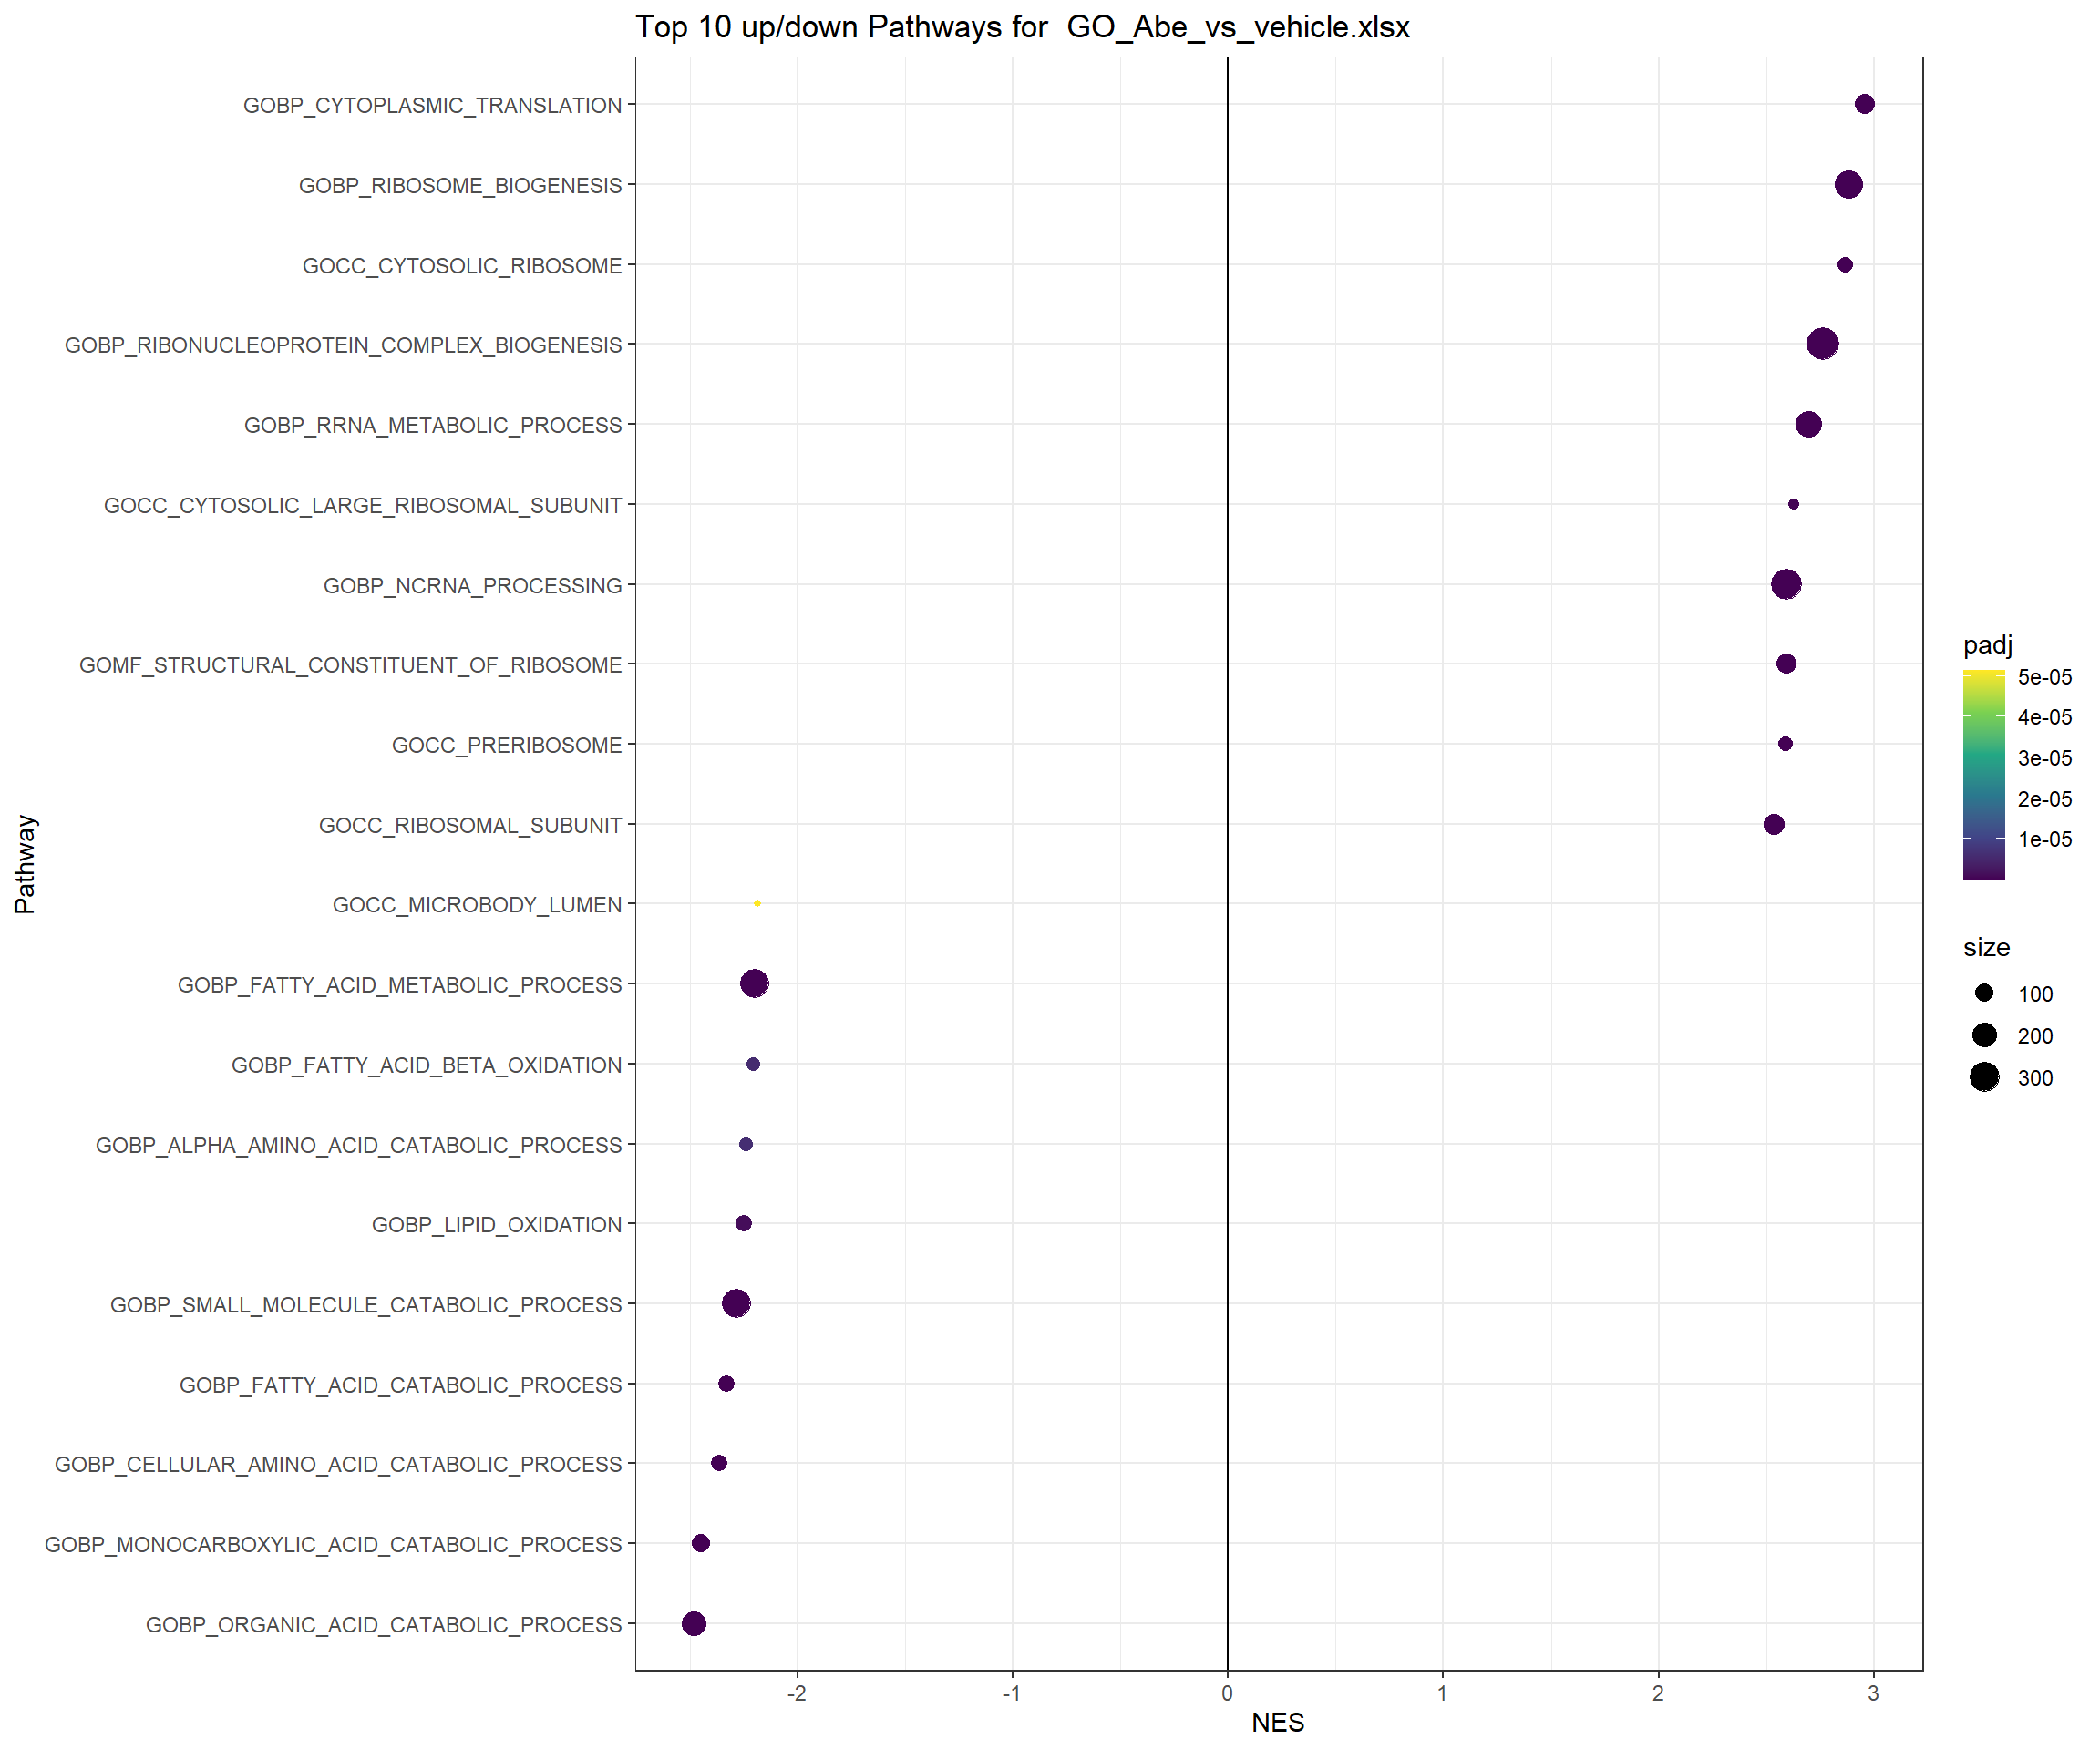 Top 10 up/down Pathways for  GO_Abe_vs_vehicle.xlsx
Pathway
GOBP_CYTOPLASMIC_TRANSLATION
GOBP_RIBOSOME_BIOGENESIS
GOCC_CYTOSOLIC_RIBOSOME
GOBP_RIBONUCLEOPROTEIN_COMPLEX_BIOGENESIS
GOBP_RRNA_METABOLIC_PROCESS
GOCC_CYTOSOLIC_LARGE_RIBOSOMAL_SUBUNIT
GOBP_NCRNA_PROCESSING
GOMF_STRUCTURAL_CONSTITUENT_OF_RIBOSOME
GOCC_PRERIBOSOME
GOCC_RIBOSOMAL_SUBUNIT
GOCC_MICROBODY_LUMEN
GOBP_FATTY_ACID_METABOLIC_PROCESS
GOBP_FATTY_ACID_BETA_OXIDATION
GOBP_ALPHA_AMINO_ACID_CATABOLIC_PROCESS
GOBP_LIPID_OXIDATION
GOBP_SMALL_MOLECULE_CATABOLIC_PROCESS
GOBP_FATTY_ACID_CATABOLIC_PROCESS
GOBP_CELLULAR_AMINO_ACID_CATABOLIC_PROCESS
GOBP_MONOCARBOXYLIC_ACID_CATABOLIC_PROCESS
GOBP_ORGANIC_ACID_CATABOLIC_PROCESS
-2 -1 0 1 2 3
NES
padj
5e-05
4e-05
3e-05
2e-05
1e-05
size
100
200
300